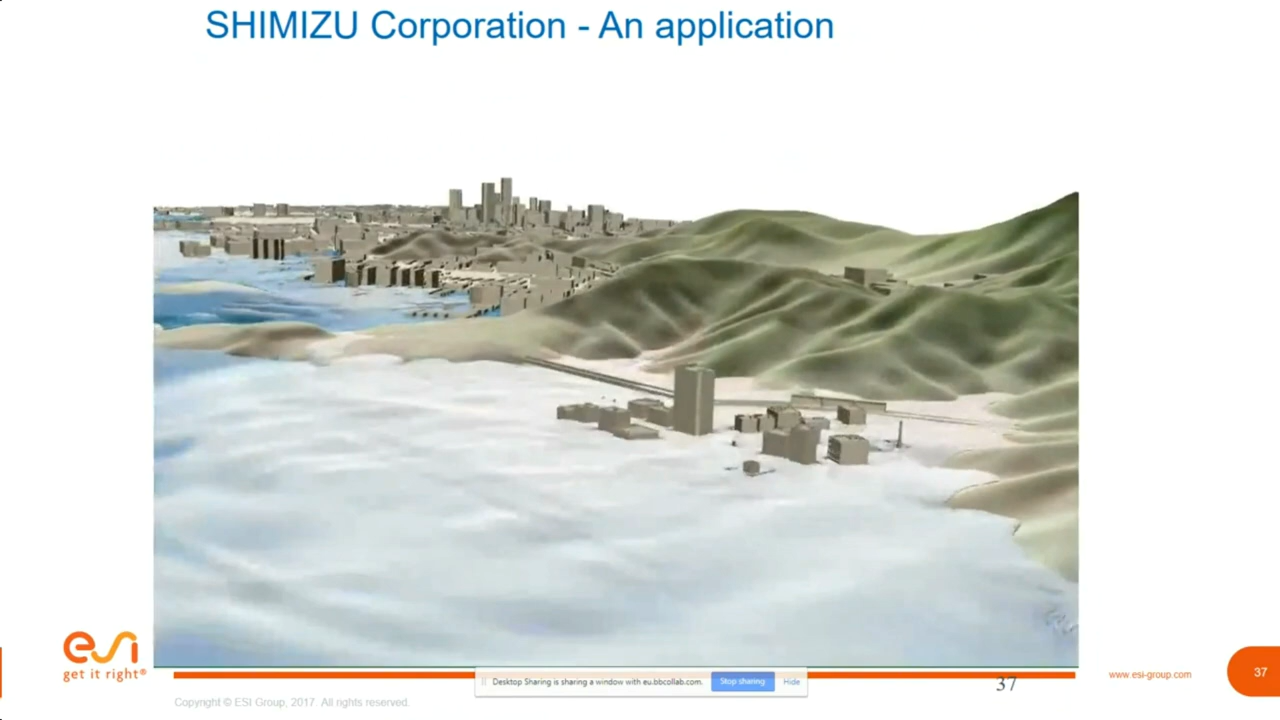 SHIMIZU Corporation - An application
esi
get it right®
Desktop Sharing is sharing a window with eu.bbcollab.com.
Stop sharing
Hide
37
www.esi-group.com
37
Copyright © ESI Group, 2017. All rights reserved.